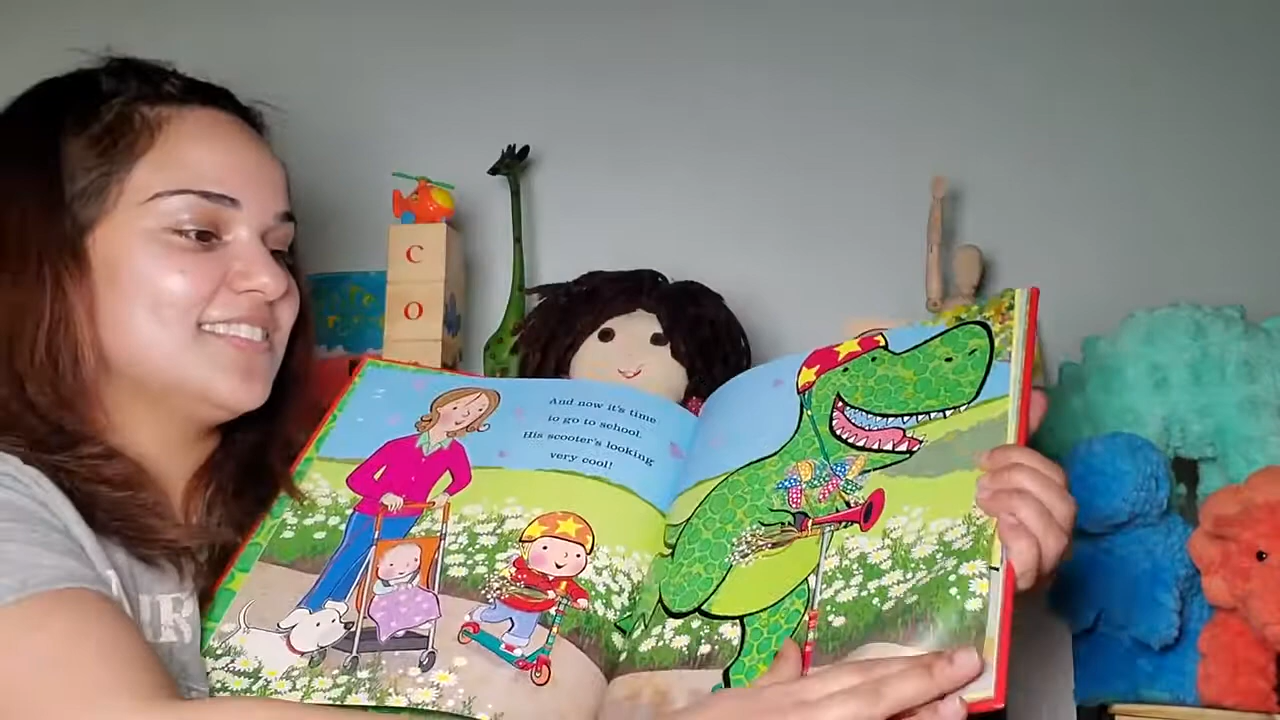 And now it's time
to go to school.
His scooter's looking
very cool!
C
O